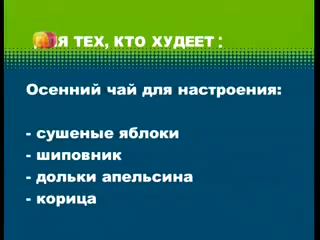 Я ТЕХ, КТО ХУДЕЕТ :
Осенний чай для настроения:
- сушеные яблоки
- шиповник
- дольки апельсина
- корица